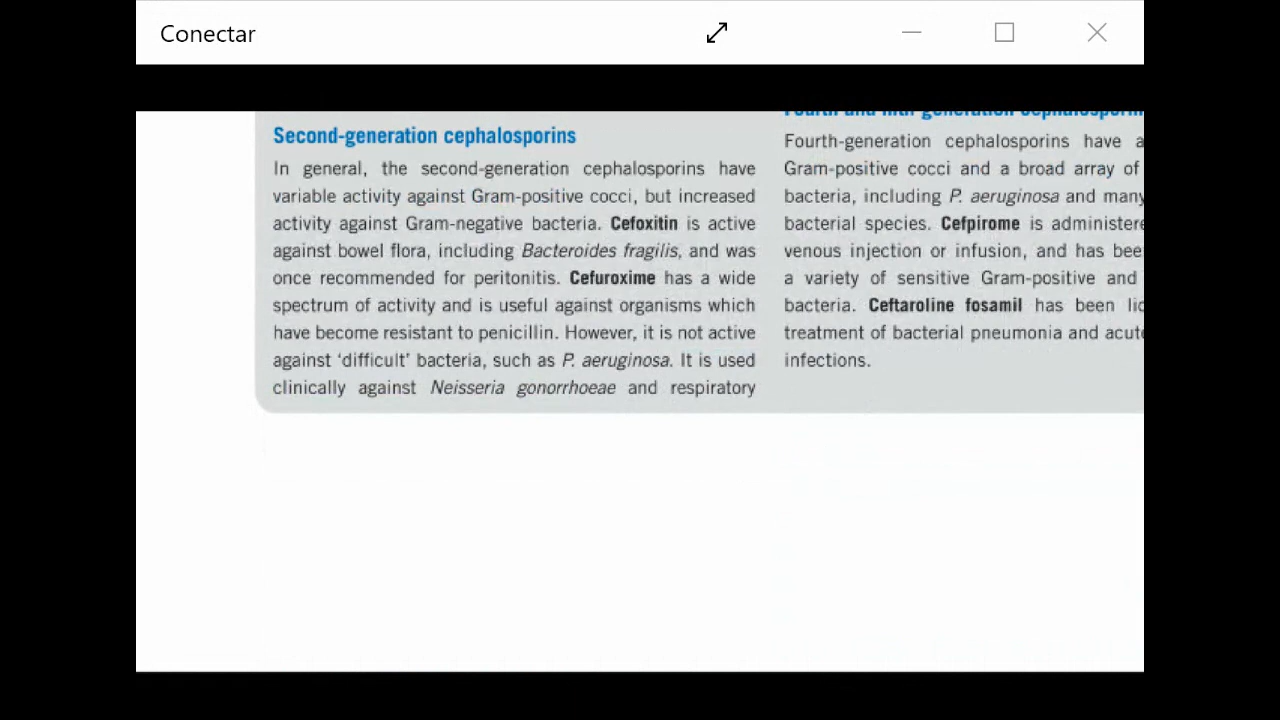 Conectar
Second-generation cephalosporins
In general, the second-generation cephalosporins have
variable activity against Gram-positive cocci, but increased
activity against Gram-negative bacteria. Cefoxitin is active
against bowel flora, including Bacteroides fragilis, and was
once recommended for peritonitis. Cefuroxime has a wide
spectrum of activity and is useful against organisms which
have become resistant to penicillin. However, it is not active
against ‘difficult’ bacteria, such as P. aeruginosa. It is used
clinically against Neisseria gonorrhoeae and respiratory
Fourth and fifth generation cephalosporin
Fourth-generation cephalosporins have a
Gram-positive cocci and a broad array of
bacteria, including P. aeruginosa and many
bacterial species. Cefpirome is administere
venous injection or infusion, and has bee
a variety of sensitive Gram-positive and
bacteria. Ceftaroline fosamil has been lic
treatment of bacterial pneumonia and acute
infections.